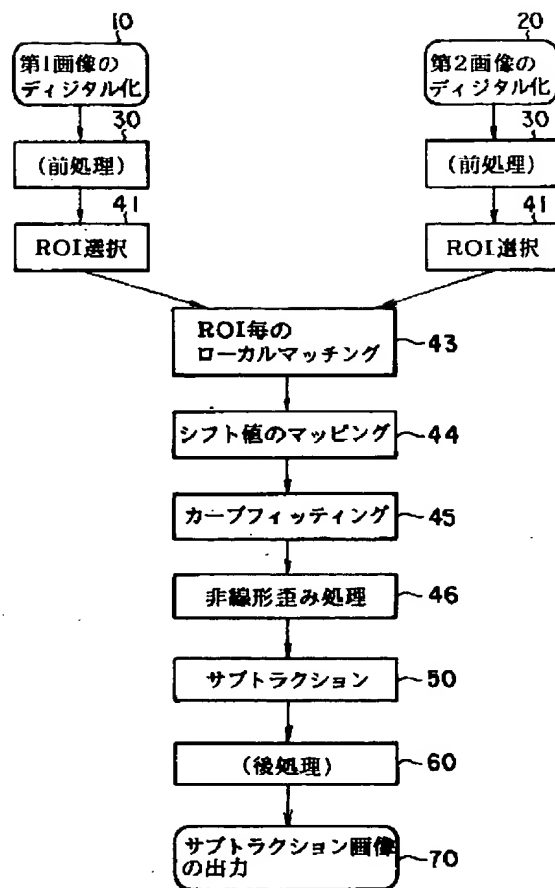 10
第1画像の
ディジタル化
30
(前処理)
41
ROI選択
20
第2画像の
ディジタル化
30
(前処理)
41
ROI選択
ROI毎の
ローカルマッチング
43
シフト値のマッピング
44
カーブフィッティング
45
非線形歪み処理
46
サブトラクション
50
(後処理)
60
サブトラクション画像
の出力
70